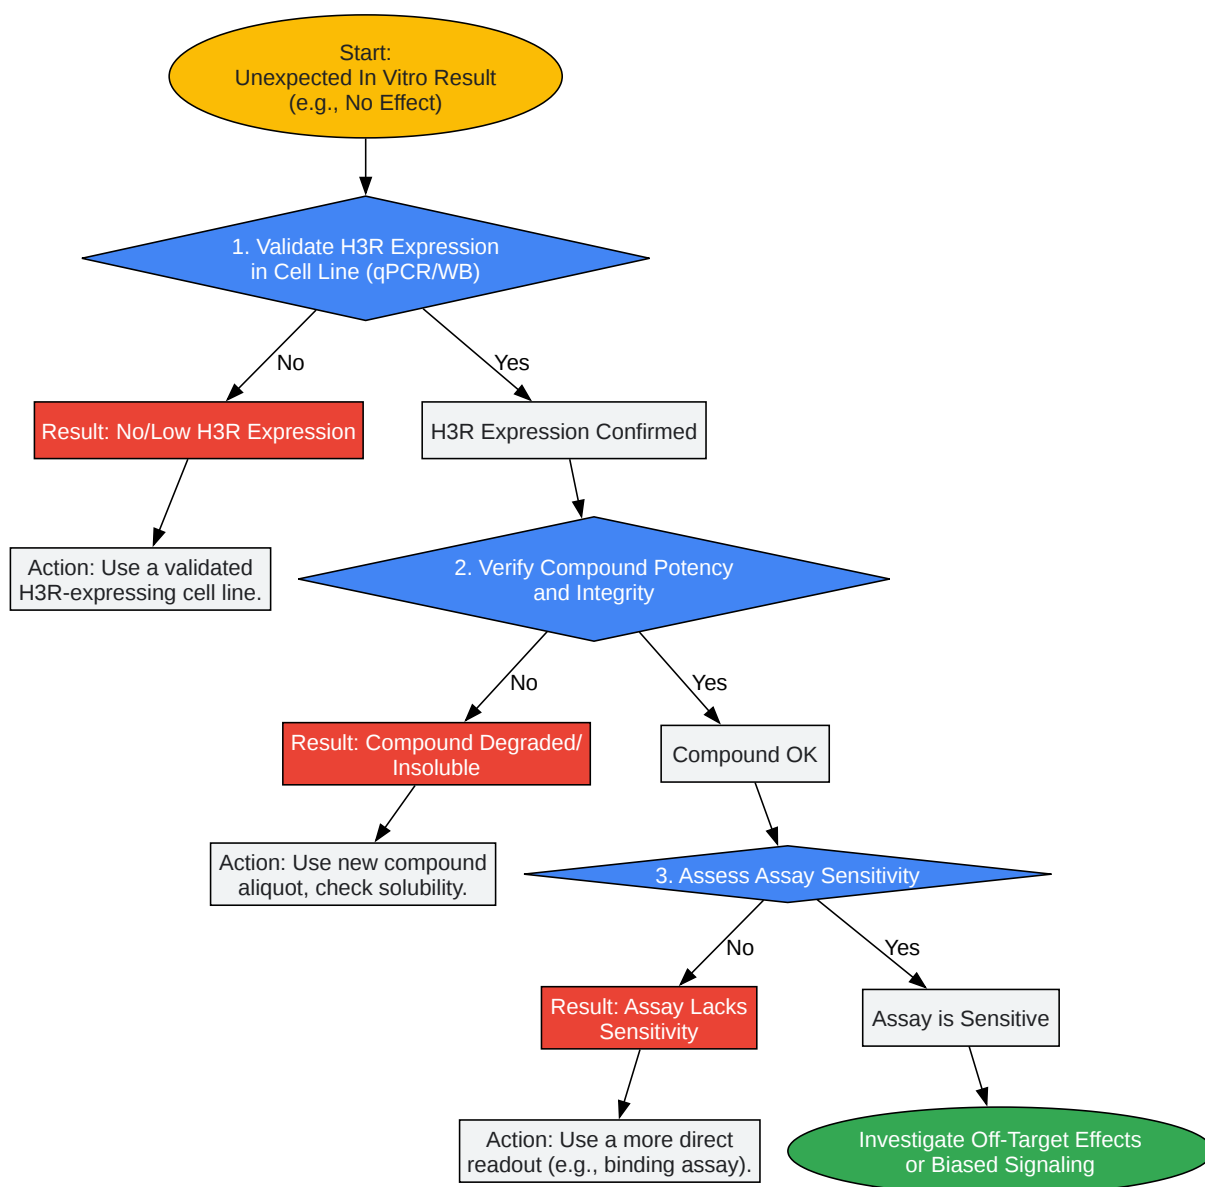 Start:
Unexpected In Vitro Result
(e.g., No Effect)
1. Validate H3R Expression
in Cell Line (qPCR/WB)
No
Yes
Result: No/Low H3R Expression
H3R Expression Confirmed
Action: Use a validated
H3R-expressing cell line.
2. Verify Compound Potency
and Integrity
No
Yes
Result: Compound Degraded/
Insoluble
Compound OK
Action: Use new compound
aliquot, check solubility.
3. Assess Assay Sensitivity
No
Yes
Result: Assay Lacks
Sensitivity
Assay is Sensitive
Action: Use a more direct
readout (e.g., binding assay).
Investigate Off-Target Effects
or Biased Signaling